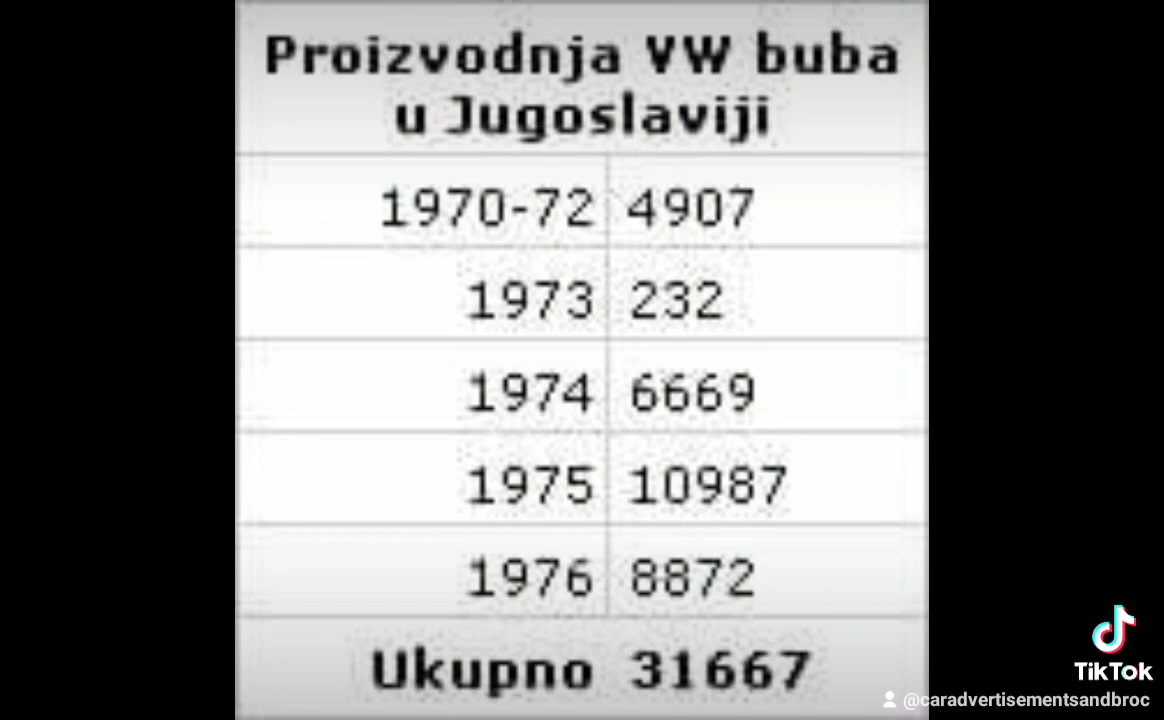 Proizvodnja VW buba
u Jugoslaviji
1970-72 4907
1973 232
1974 6669
1975 10987
1976 8872
Ukupno 31667
TikTok
@caradvertisementsandbroc